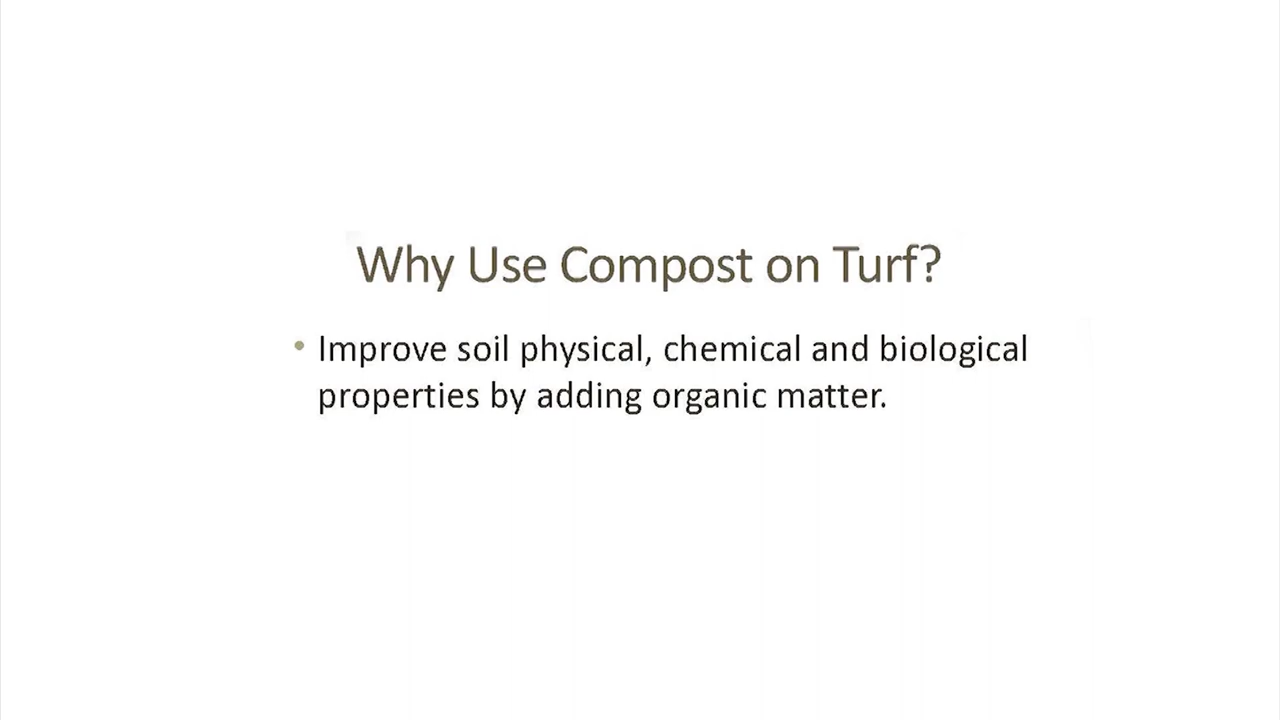 Why Use Compost on Turf?
• Improve soil physical, chemical and biological
properties by adding organic matter.